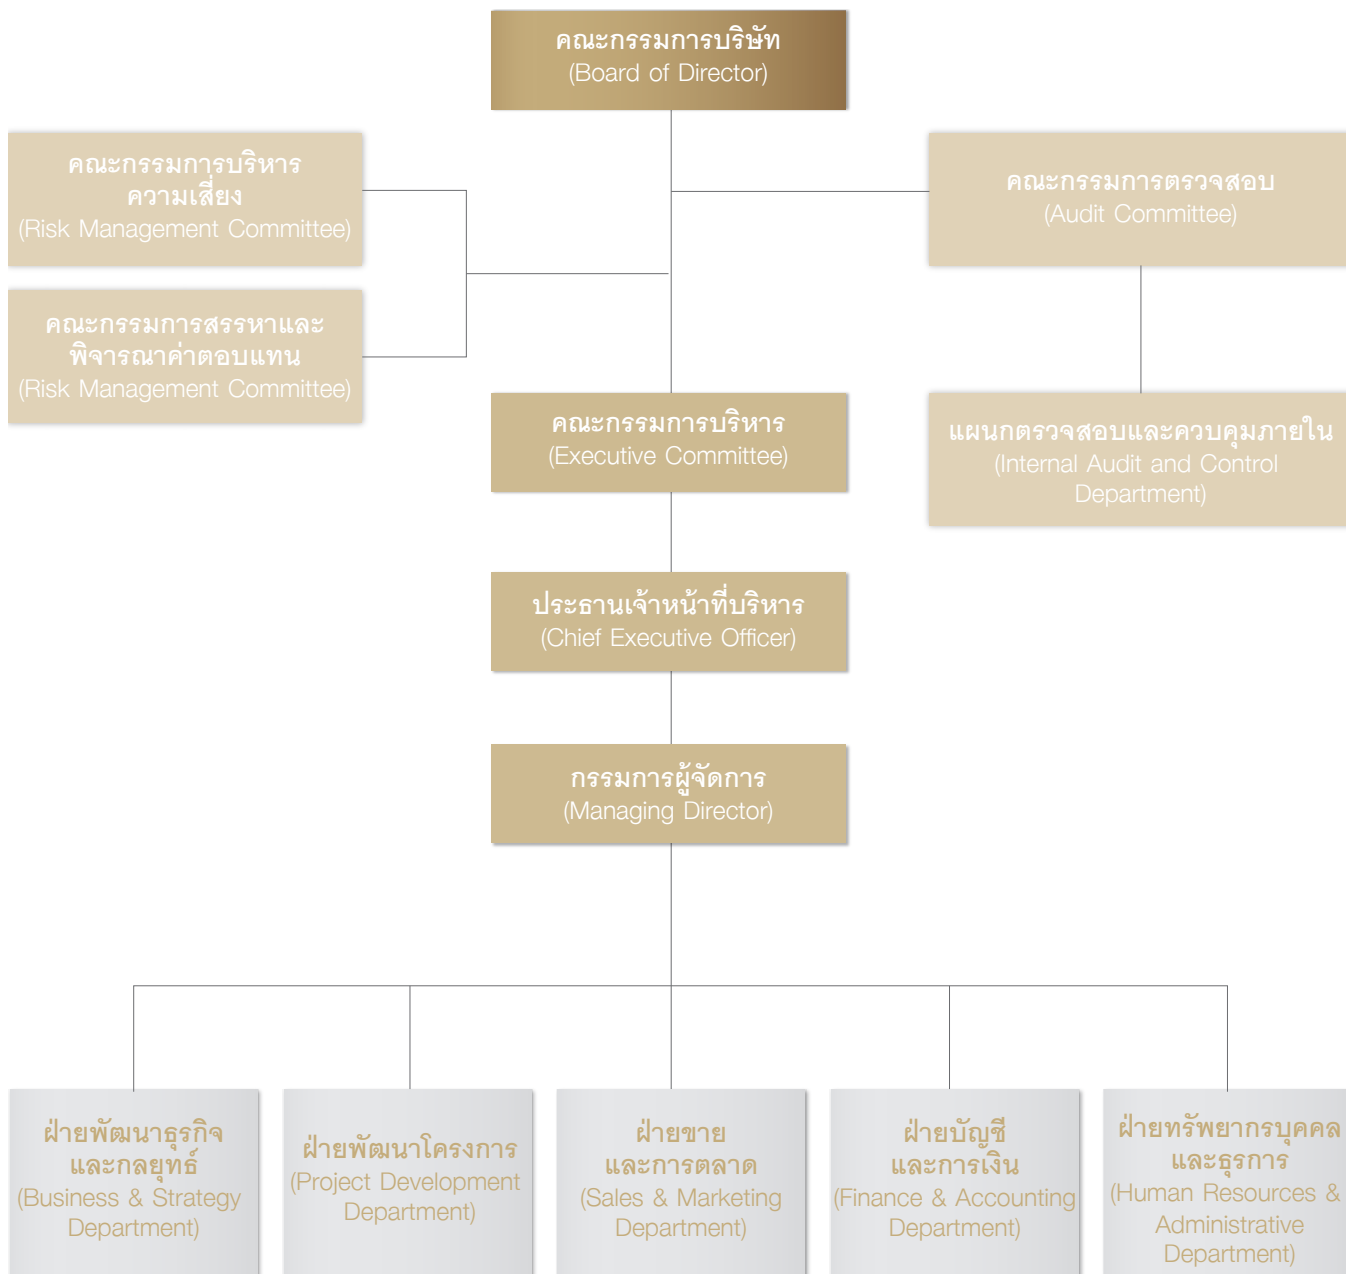 คณะกรรมการบริษัท
(Board of Director)
คณะกรรมการบริหาร
ความเสี่ยง
(Risk Management Committee)
คณะกรรมการตรวจสอบ
(Audit Committee)
คณะกรรมการสรรหาและ
พิจารณาค่าตอบแทน
(Risk Management Committee)
คณะกรรมการบริหาร
(Executive Committee)
แผนกตรวจสอบและควบคุมภายใน
(Internal Audit and Control
Department)
ประธานเจ้าหน้าที่บริหาร
(Chief Executive Officer)
กรรมการผู้จัดการ
(Managing Director)
ฝ่ายพัฒนาธุรกิจ
และกลยุทธ์
(Business & Strategy
Department)
ฝ่ายพัฒนาโครงการ
(Project Development
Department)
ฝ่ายขาย
และการตลาด
(Sales & Marketing
Department)
ฝ่ายบัญชี
และการเงิน
(Finance & Accounting
Department)
ฝ่ายทรัพยากรบุคคล
และธุรการ
(Human Resources &
Administrative
Department)